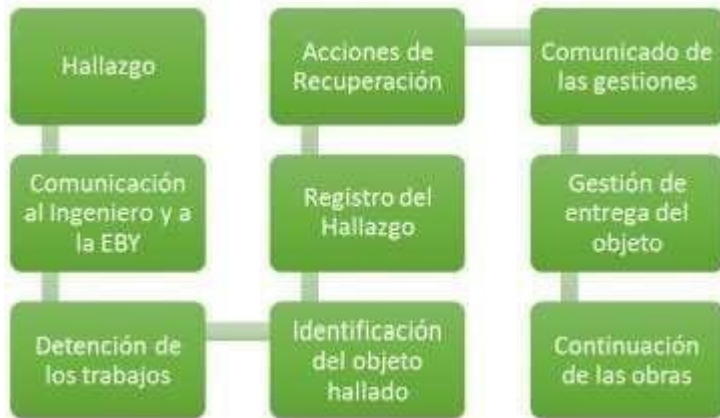 Hallazgo
Comunicación
al Ingeniero y a
la EBY
Detención de
los trabajos
Identificación
del objeto
hallado
Registro del
Hallazgo
Acciones de
Recuperación
Comunicado de
las gestiones
Gestión de
entrega del
objeto
Continuación
de las obras